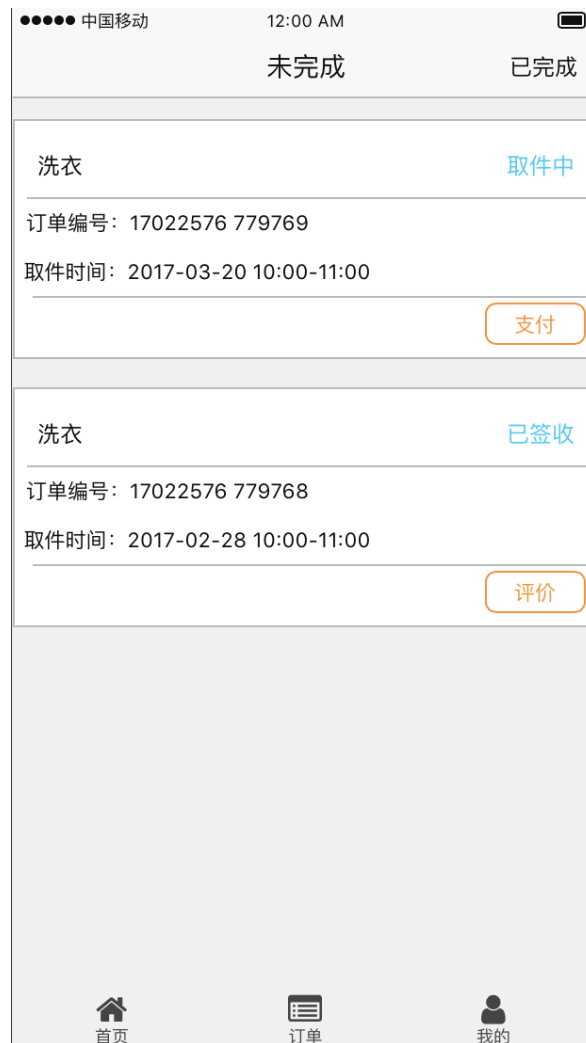 中国移动 12:00 AM
未完成 已完成
洗衣 取件中
订单编号：17022576 779769
取件时间：2017-03-20 10:00-11:00
支付
洗衣 已签收
订单编号：17022576 779768
取件时间：2017-02-28 10:00-11:00
评价
首页 订单 我的